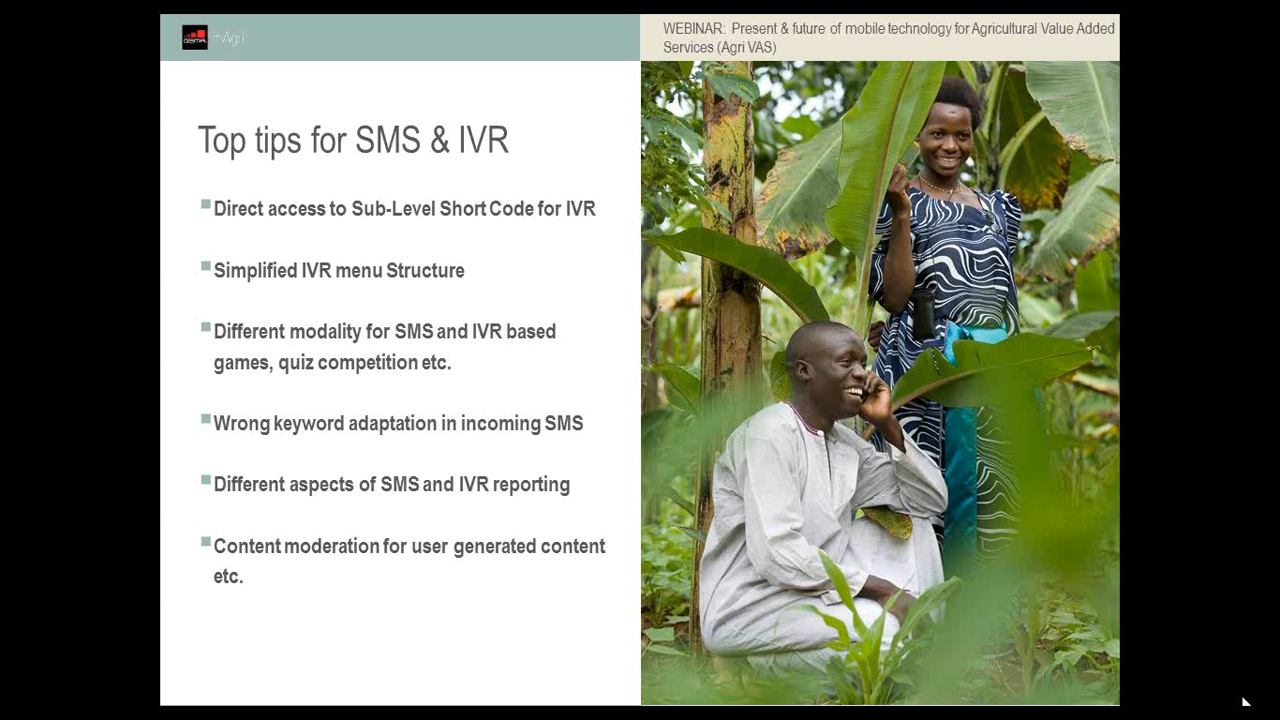 GSMA mAgri
WEBINAR: Present & future of mobile technology for Agricultural Value Added
Services (Agri VAS)
Top tips for SMS & IVR
Direct access to Sub-Level Short Code for IVR
Simplified IVR menu Structure
Different modality for SMS and IVR based
games, quiz competition etc.
Wrong keyword adaptation in incoming SMS
Different aspects of SMS and IVR reporting
Content moderation for user generated content
etc.